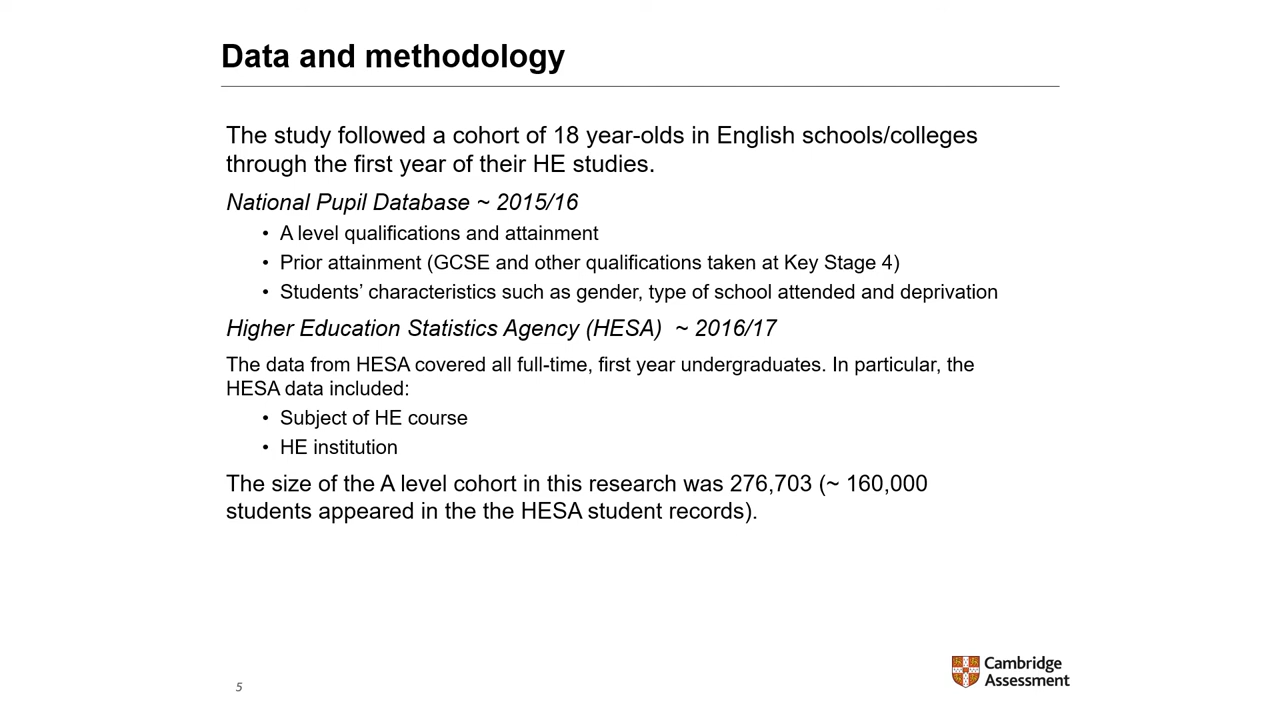 Data and methodology
The study followed a cohort of 18 year-olds in English schools/colleges
through the first year of their HE studies.
National Pupil Database ~ 2015/16
• A level qualifications and attainment
• Prior attainment (GCSE and other qualifications taken at Key Stage 4)
• Students’ characteristics such as gender, type of school attended and deprivation
Higher Education Statistics Agency (HESA) ~ 2016/17
The data from HESA covered all full-time, first year undergraduates. In particular, the
HESA data included:
• Subject of HE course
• HE institution
The size of the A level cohort in this research was 276,703 (~ 160,000
students appeared in the the HESA student records).
5
Cambridge
Assessment